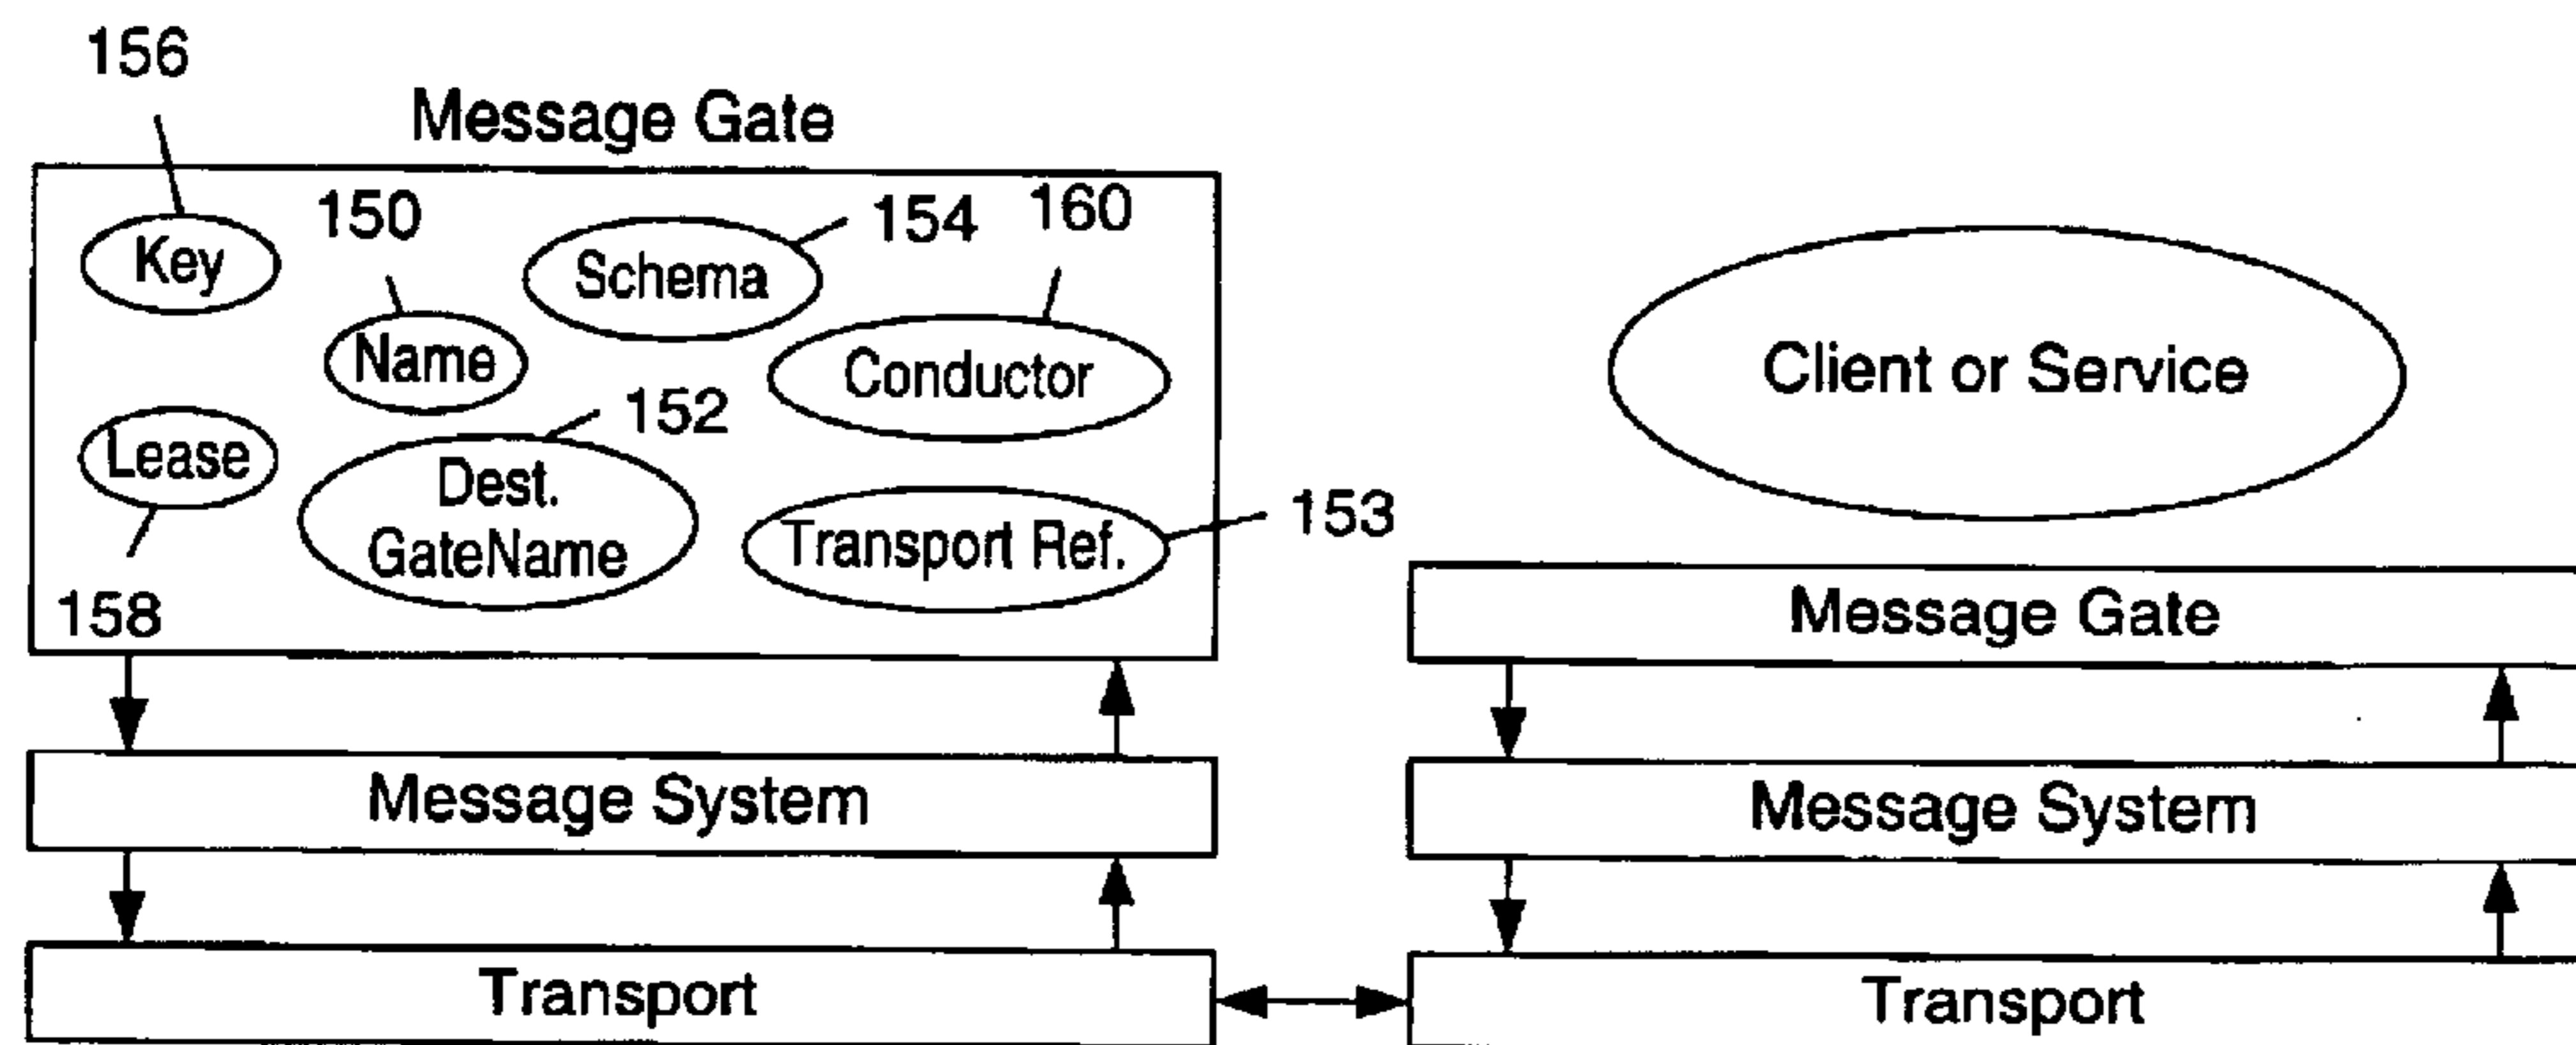 156
Message Gate
Key
150
Schema
154
160
Name
Conductor
Client or Service
Lease
152
Dest.
GateName
Transport Ref.
153
158
Message Gate
Message System
Message System
Transport
Transport